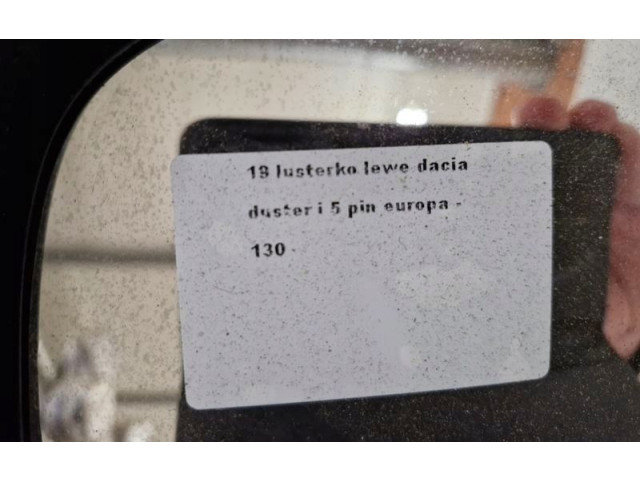 18 lusterko lewe dacia
duster i 5 pin europa -
130 -